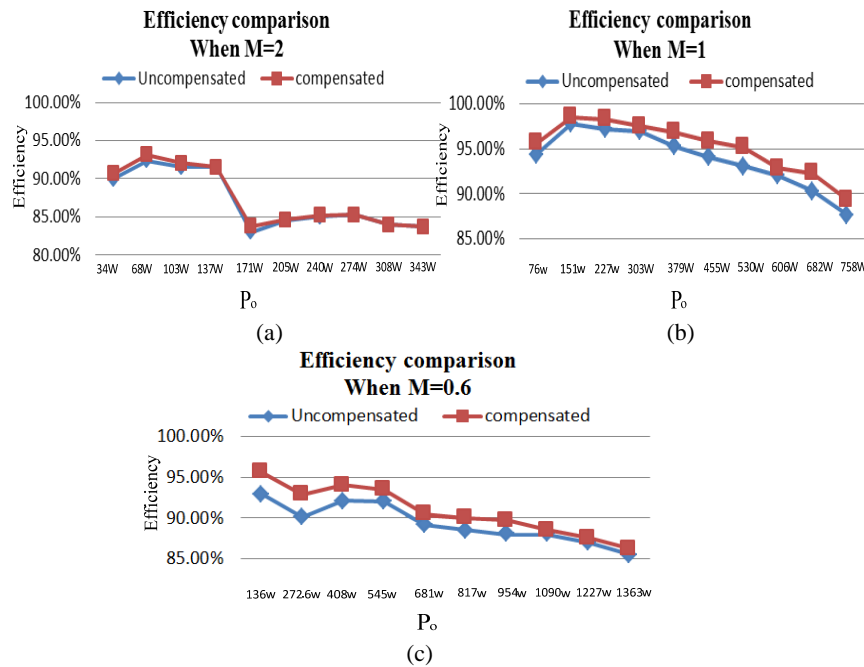 Efficiency comparison
When M=2
Uncompensated compensated
100.00%
95.00%
90.00%
85.00%
80.00%
Efficiency
34W 68W 103W 137W 171W 205W 240W 274W 308W 343W
Po
(a)
Efficiency comparison
When M=1
Uncompensated compensated
100.00%
95.00%
90.00%
85.00%
Efficiency
76w 151w 227w 303w 379w 455w 530w 606w 682w 758w
Po
(b)
Efficiency comparison
When M=0.6
Uncompensated compensated
100.00%
95.00%
90.00%
85.00%
Efficiency
136w 272.6w 408w 545w 681w 817w 954w 1090w 1227w 1363w
Po
(c)